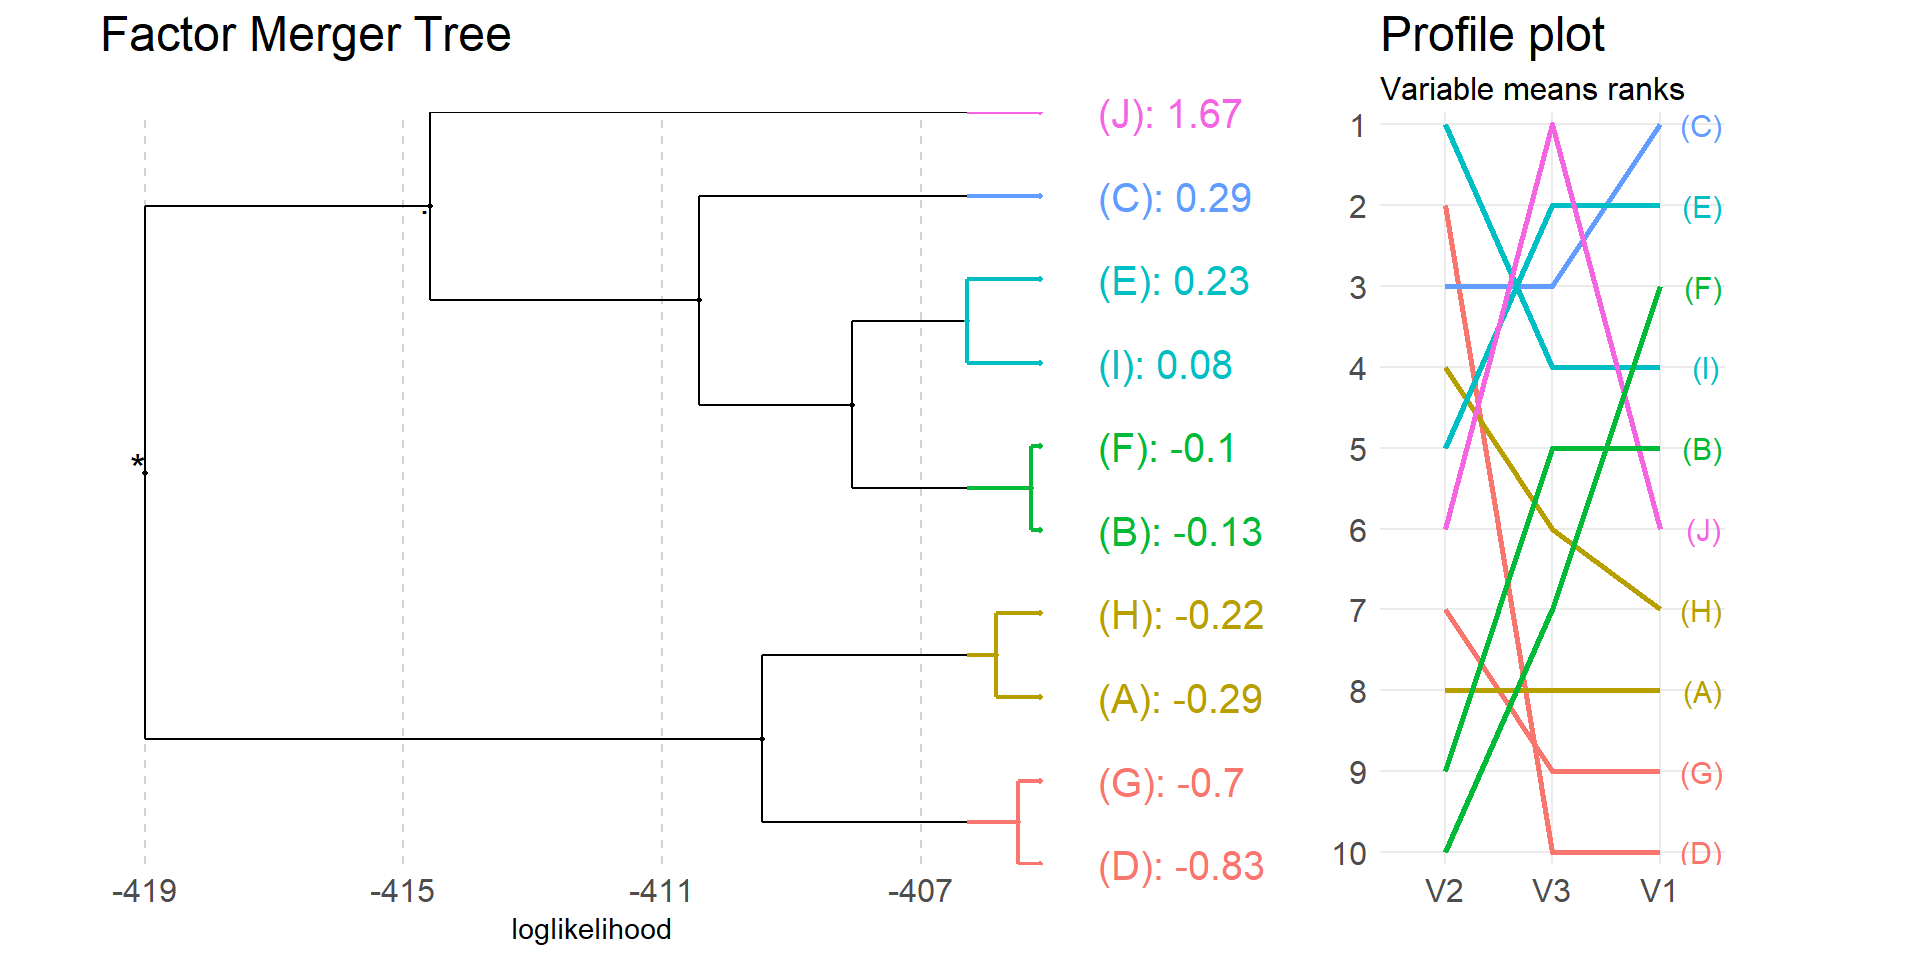 Factor Merger Tree
(J): 1.67
(C): 0.29
(E): 0.23
(I): 0.08
(F): -0.1
(B): -0.13
(H): -0.22
(A): -0.29
(G): -0.7
(D): -0.83
.
*
-419 -415 -411 -407
loglikelihood
Profile plot
Variable means ranks
1 (C)
2 (E)
3 (F)
4 (I)
5 (B)
6 (J)
7 (H)
8 (A)
9 (G)
10 (D)
V2 V3 V1